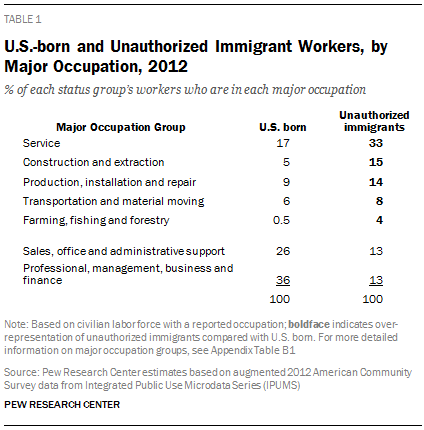 TABLE 1
U.S.-born and Unauthorized Immigrant Workers, by
Major Occupation, 2012
% of each status group's workers who are in each major occupation
Major Occupation Group U.S. born Unauthorized immigrants
Service 17 33
Construction and extraction 5 15
Production, installation and repair 9 14
Transportation and material moving 6 8
Farming, fishing and forestry 0.5 4
Sales, office and administrative support 26 13
Professional, management, business and
finance 36 13
100 100
Note: Based on civilian labor force with a reported occupation; boldface indicates over-
representation of unauthorized immigrants compared with U.S. born. For more detailed
information on major occupation groups, see Appendix Table B1
Source: Pew Research Center estimates based on augmented 2012 American Community
Survey data from Integrated Public Use Microdata Series (IPUMS)
PEW RESEARCH CENTER